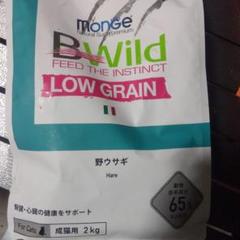 monge
Natural SuperPremium
BWild
FEED THE INSTINCT
LOW GRAIN
野ウサギ
Hare
65
腎臓・心臓の健康をサポート
For Cats
成猫用 2kg